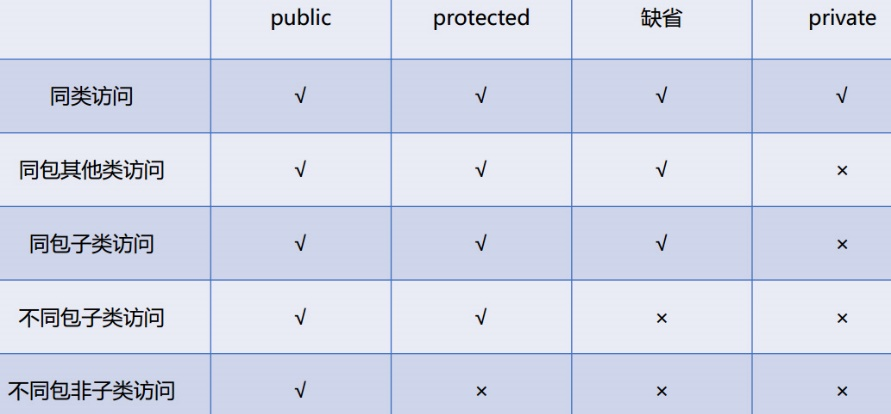 public protected 缺省 private
同类访问 √ √ √ √
同包其他类访问 √ √ √ ×
同包子类访问 √ √ √ ×
不同包子类访问 √ √ × ×
不同包非子类访问 √ × × ×